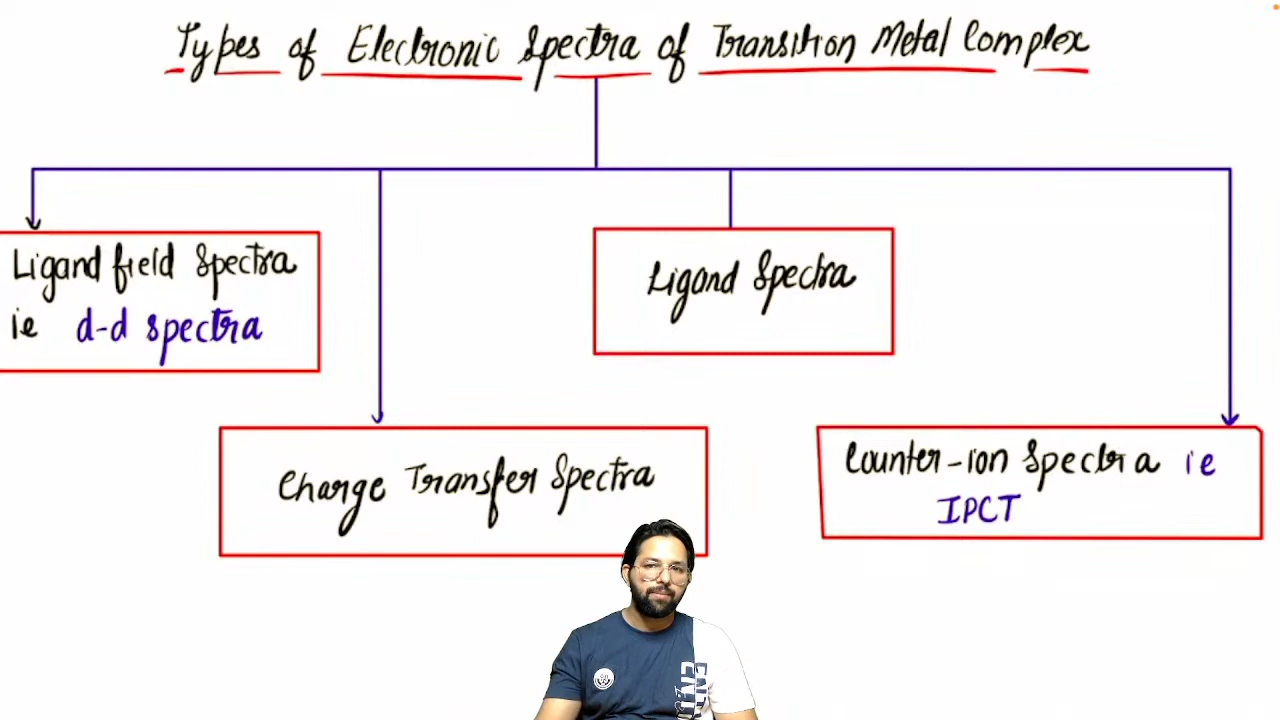 Types of Electronic Spectra of Transition Metal Complex
Ligand field Spectra
ie d-d spectra
Ligand Spectra
Charge Transfer Spectra
Counter-ion Spectra ie
IPCT